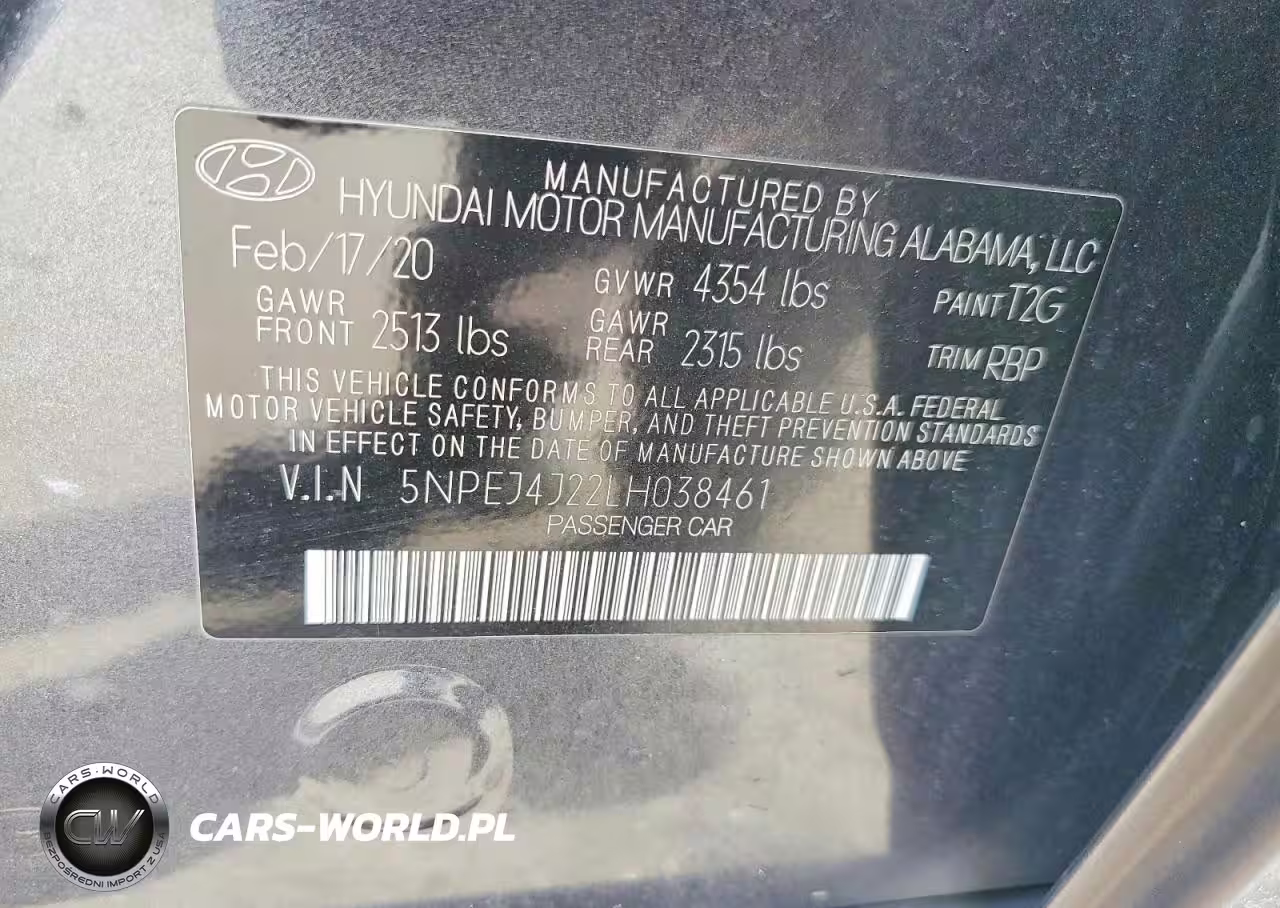 MANUFACTURED BY
HYUNDAI MOTOR MANUFACTURING ALABAMA, LLC
Feb/17/20 GVWR 4354 lbs PAINT T2G
GAWR FRONT 2513 lbs GAWR REAR 2315 lbs TRIM RBP
THIS VEHICLE CONFORMS TO ALL APPLICABLE U.S.A. FEDERAL
MOTOR VEHICLE SAFETY, BUMPER, AND THEFT PREVENTION STANDARDS
IN EFFECT ON THE DATE OF MANUFACTURE SHOWN ABOVE
V.I.N 5NPEJ4J22LH038461
PASSENGER CAR
CARS-WORLD
CW
BEZPOŚREDNI IMPORT Z USA
CARS-WORLD.PL